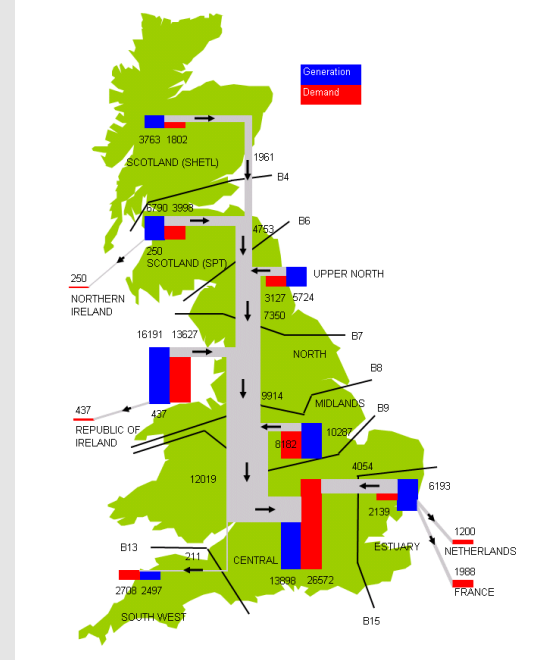 Generation
Demand
3763 1802
SCOTLAND (SHETL)
1961
B4
6790 3998
4753
B6
250
SCOTLAND (SPT)
250
NORTHERN
IRELAND
UPPER NORTH
3127 5724
7350
16191 13627
B7
NORTH
B8
9914
MIDLANDS
437
437
REPUBLIC OF
IRELAND
B9
8182
10287
4054
12019
6193
2139
1200
NETHERLANDS
B13
211
CENTRAL
ESTUARY
1988
FRANCE
13898 26572
2708 2497
SOUTH WEST
B15